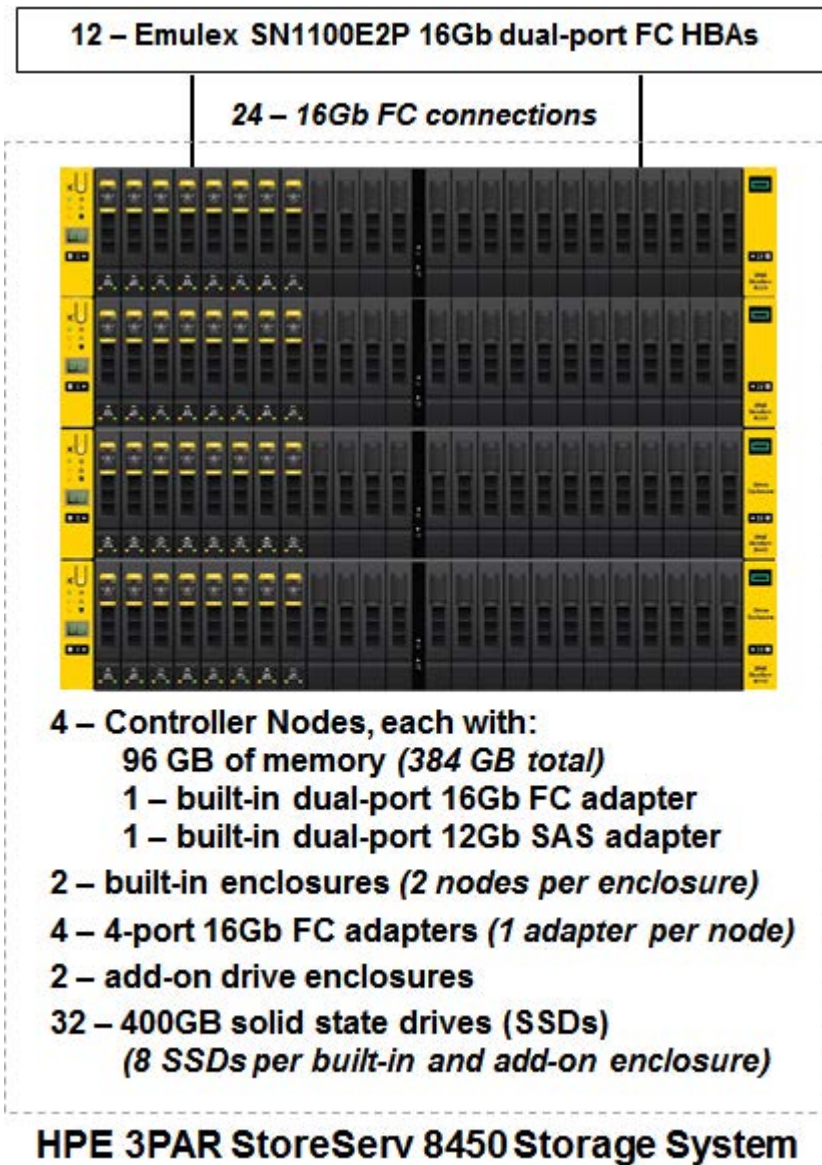 12 – Emulex SN1100E2P 16Gb dual-port FC HBAs
24 – 16Gb FC connections
4 – Controller Nodes, each with:
96 GB of memory (384 GB total)
1 – built-in dual-port 16Gb FC adapter
1 – built-in dual-port 12Gb SAS adapter
2 – built-in enclosures (2 nodes per enclosure)
4 – 4-port 16Gb FC adapters (1 adapter per node)
2 – add-on drive enclosures
32 – 400GB solid state drives (SSDs)
(8 SSDs per built-in and add-on enclosure)
HPE 3PAR StoreServ 8450 Storage System